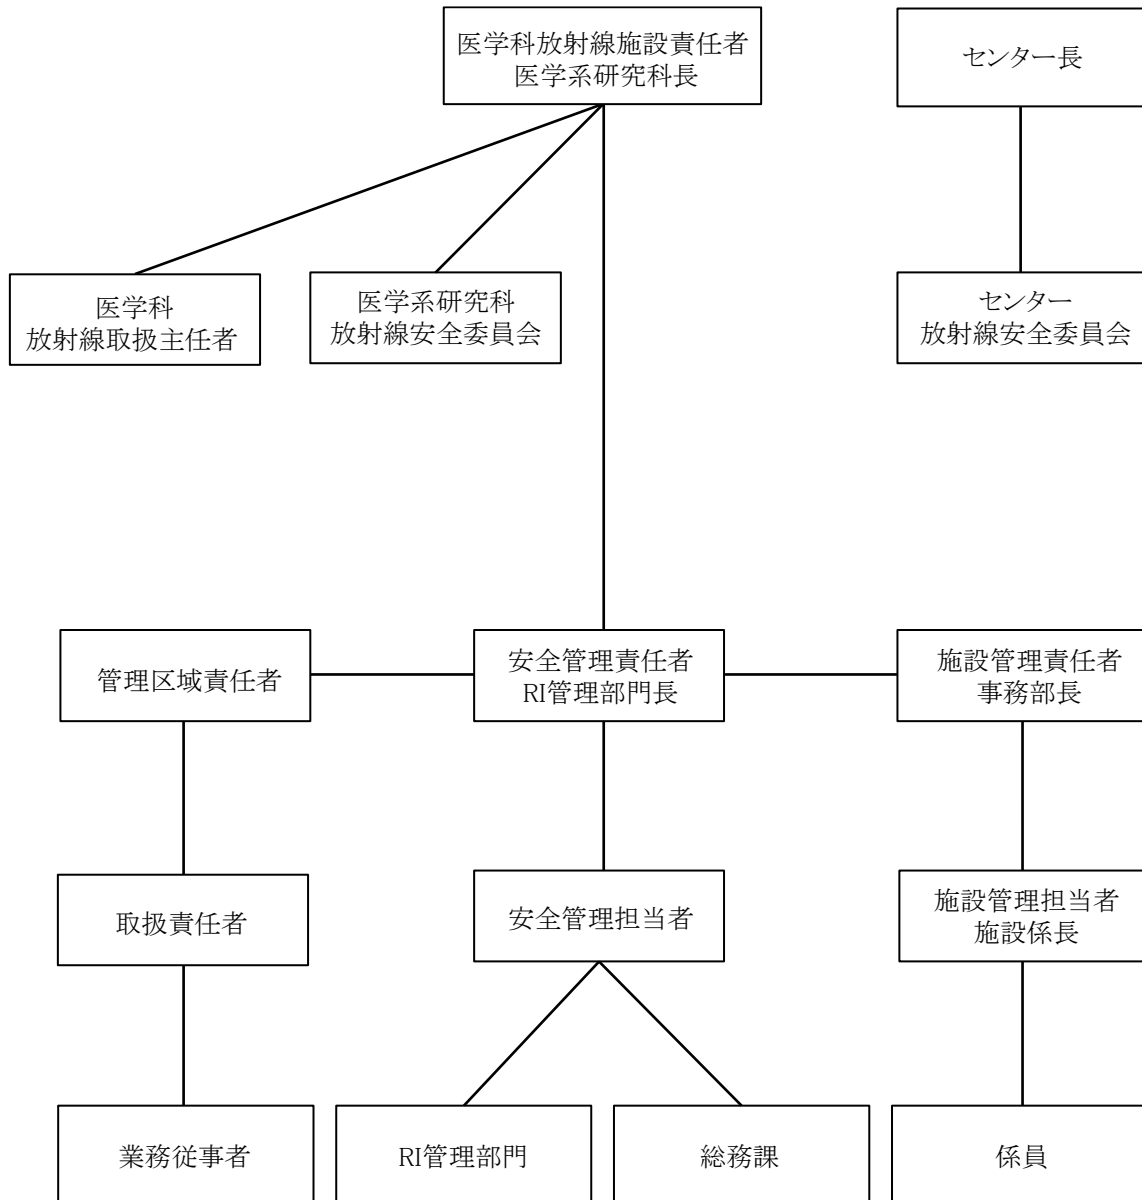 医学科放射線施設責任者
医学系研究科長
センター長
医学科
放射線取扱主任者
医学系研究科
放射線安全委員会
センター
放射線安全委員会
管理区域責任者
安全管理責任者
RI管理部門長
施設管理責任者
事務部長
取扱責任者
安全管理担当者
施設管理担当者
施設係長
業務従事者
RI管理部門
総務課
係員